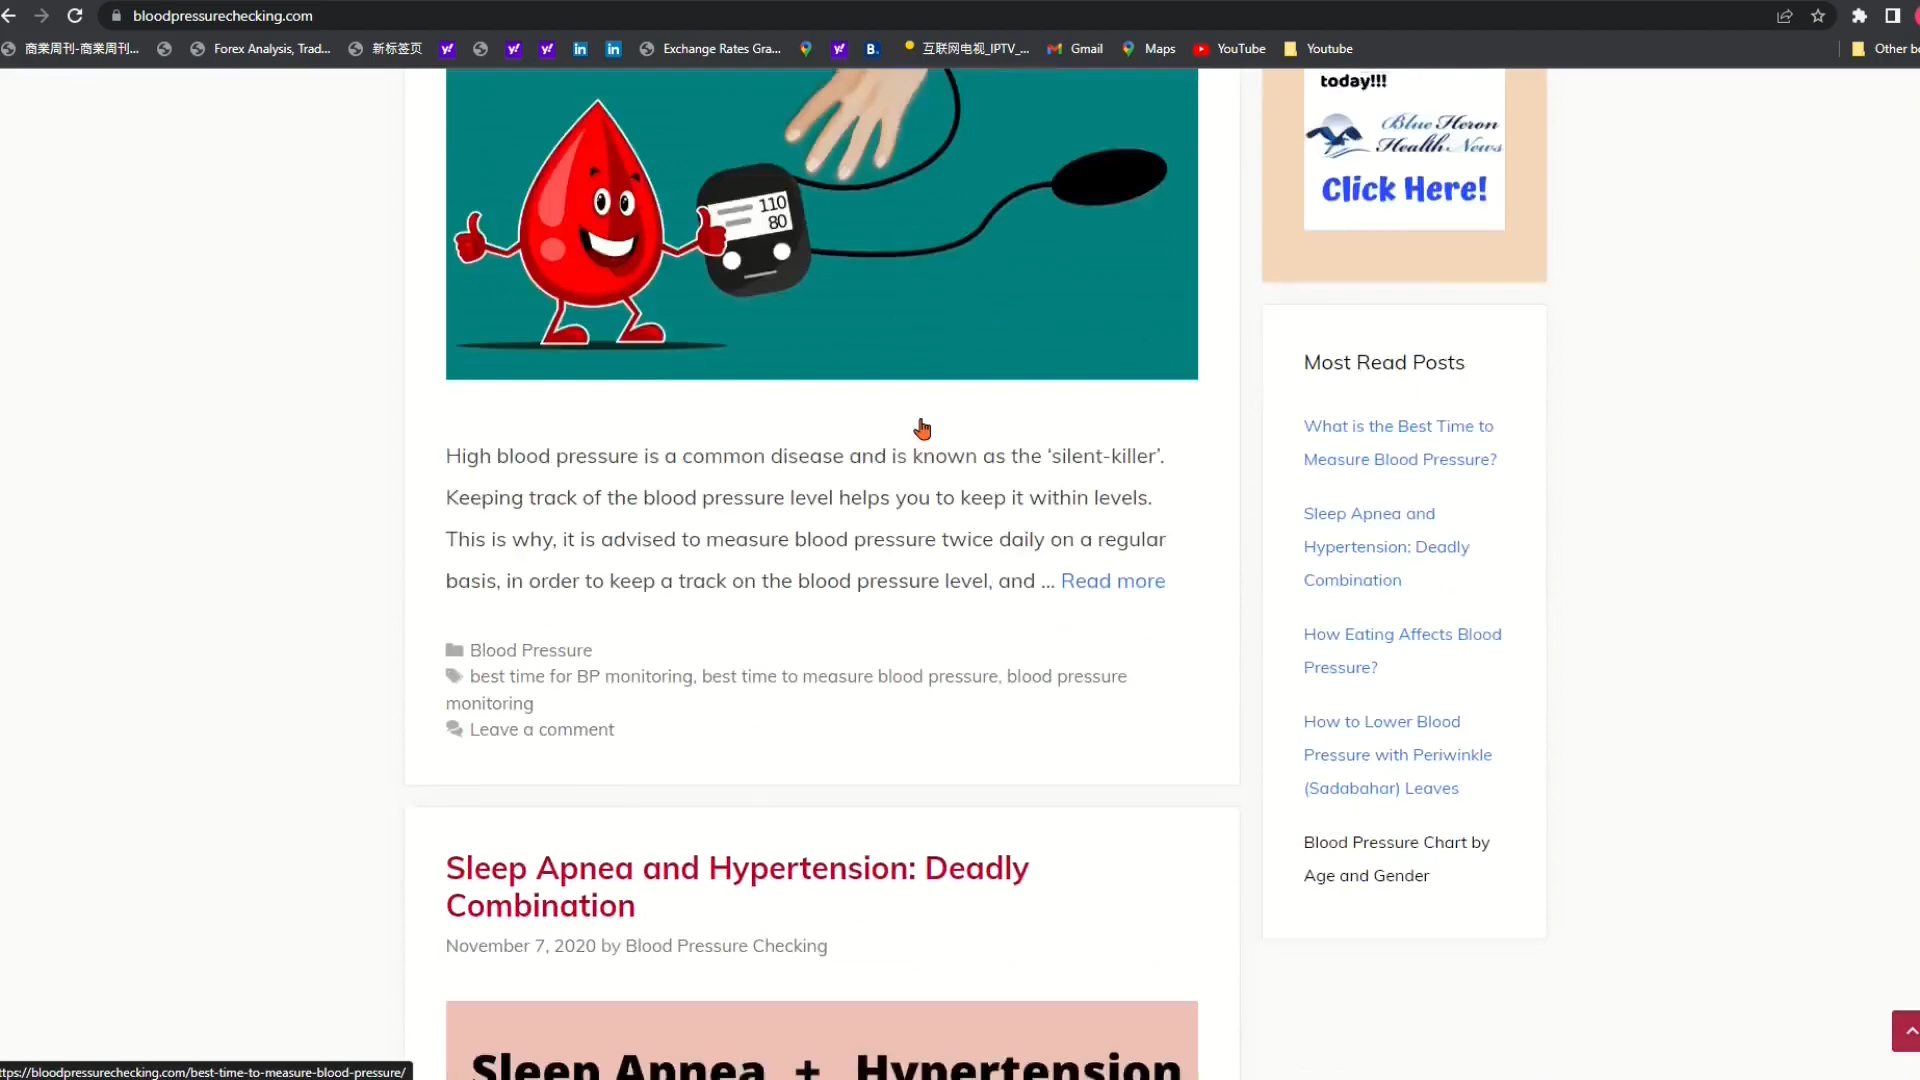 bloodpressurechecking.com
商業周刊-商業周刊...
Forex Analysis, Trad...
新标签页
Exchange Rates Gra...
B.
互联网电视_IPTV_...
Gmail
Maps
YouTube
Youtube
Other bo
110
80
today!!!
Blue Heron
Health News
Click Here!
High blood pressure is a common disease and is known as the ‘silent-killer’.
Keeping track of the blood pressure level helps you to keep it within levels.
This is why, it is advised to measure blood pressure twice daily on a regular
basis, in order to keep a track on the blood pressure level, and ... Read more
Blood Pressure
best time for BP monitoring, best time to measure blood pressure, blood pressure
monitoring
Leave a comment
Most Read Posts
What is the Best Time to
Measure Blood Pressure?
Sleep Apnea and
Hypertension: Deadly
Combination
How Eating Affects Blood
Pressure?
How to Lower Blood
Pressure with Periwinkle
(Sadabahar) Leaves
Blood Pressure Chart by
Age and Gender
Sleep Apnea and Hypertension: Deadly
Combination
November 7, 2020 by Blood Pressure Checking
Sleep Apnea + Hypertension
ttps://bloodpressurechecking.com/best-time-to-measure-blood-pressure/